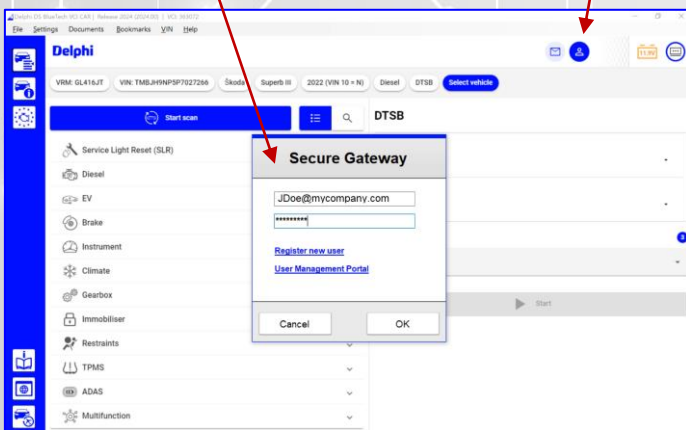 Delphi DS BlueTech VCI CAR | Release 2024 (2024.00) | VCI: 363072
File Settings Documents Bookmarks VIN Help
Delphi
11.8V
VRM: GL416JT VIN: TMBJH9NP5P7027266 Škoda Superb III 2022 (VIN 10 = N) Diesel DTSB Select vehicle
Start scan
DTSB
Service Light Reset (SLR)
Diesel
EV
Brake
Instrument
Climate
Gearbox
Immobiliser
Restraints
TPMS
ADAS
Multifunction
Secure Gateway
JDoe@mycompany.com
*********
Register new user
User Management Portal
Cancel OK
Start